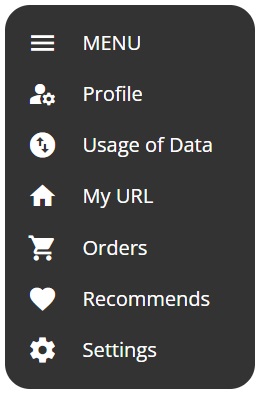 MENU
Profile
Usage of Data
My URL
Orders
Recommends
Settings